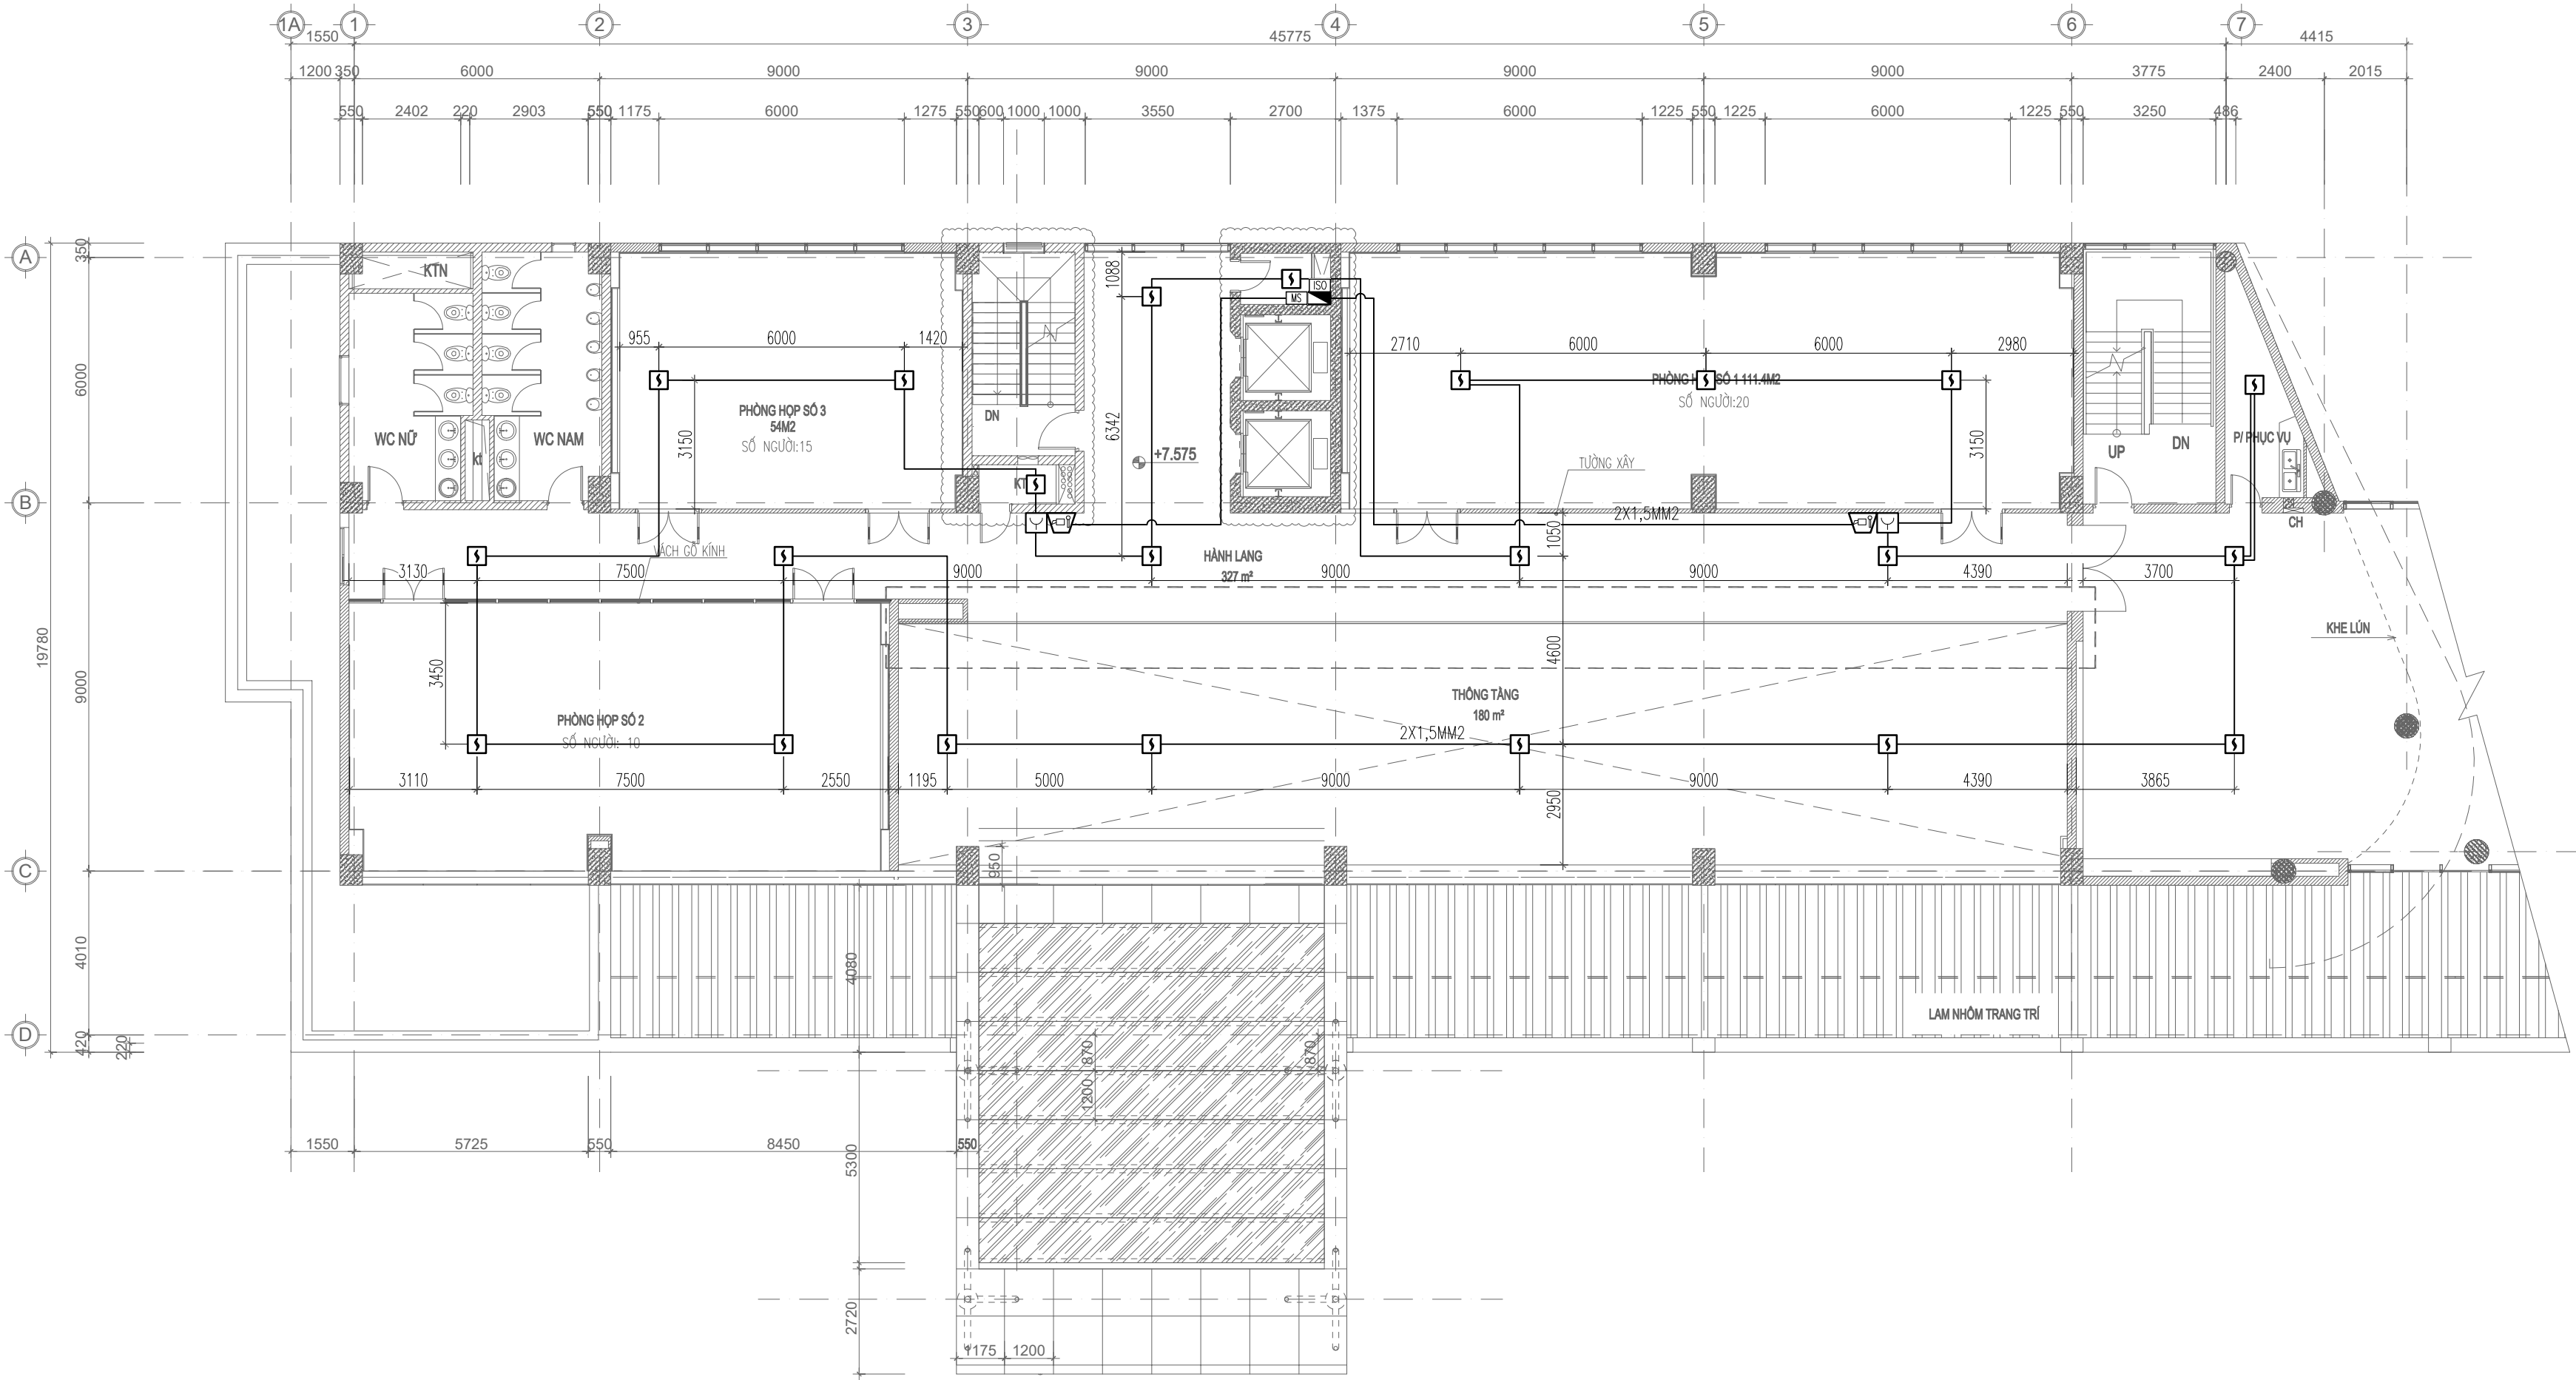 1A 1 2 3 4 5 6 7
1550 45775 4415
1200 350 6000 9000 9000 9000 9000 3775 2400 2015
550 2402 220 2903 550 1175 6000 1275 550 600 1000 1000 3550 2700 1375 6000 1225 550 1225 6000 1225 550 3250 486
A
350
KTN
1088
ISO
MS
955 6000 1420
2710 6000 6000 2980
6000
PHÒNG HỌP SỐ 3
54M2
SỐ NGƯỜI:15
3150
DN
6342
SỐ 1 111.4M2
SỐ NGƯỜI:20
3150
WC NỮ
WC NAM
kt
+7.575
TƯỜNG XÂY
UP
DN
P/ PHỤC VỤ
KT
B
2X1,5MM2
CH
1050
VÁCH GỖ KÍNH
HÀNH LANG
327 m²
3130 7500 9000 9000 9000 4390 3700
19780
KHE LÚN
4600
3450
9000
PHÒNG HỌP SỐ 2
SỐ NGƯỜI: 10
THÔNG TẦNG
180 m²
2X1,5MM2
3110 7500 2550 1195 5000 9000 9000 4390 3865
2950
C
950
4010
4080
LAM NHÔM TRANG TRÍ
D
420
220
870
870
1200
1550 5725 550 8450 550
5300
2720
1175 1200